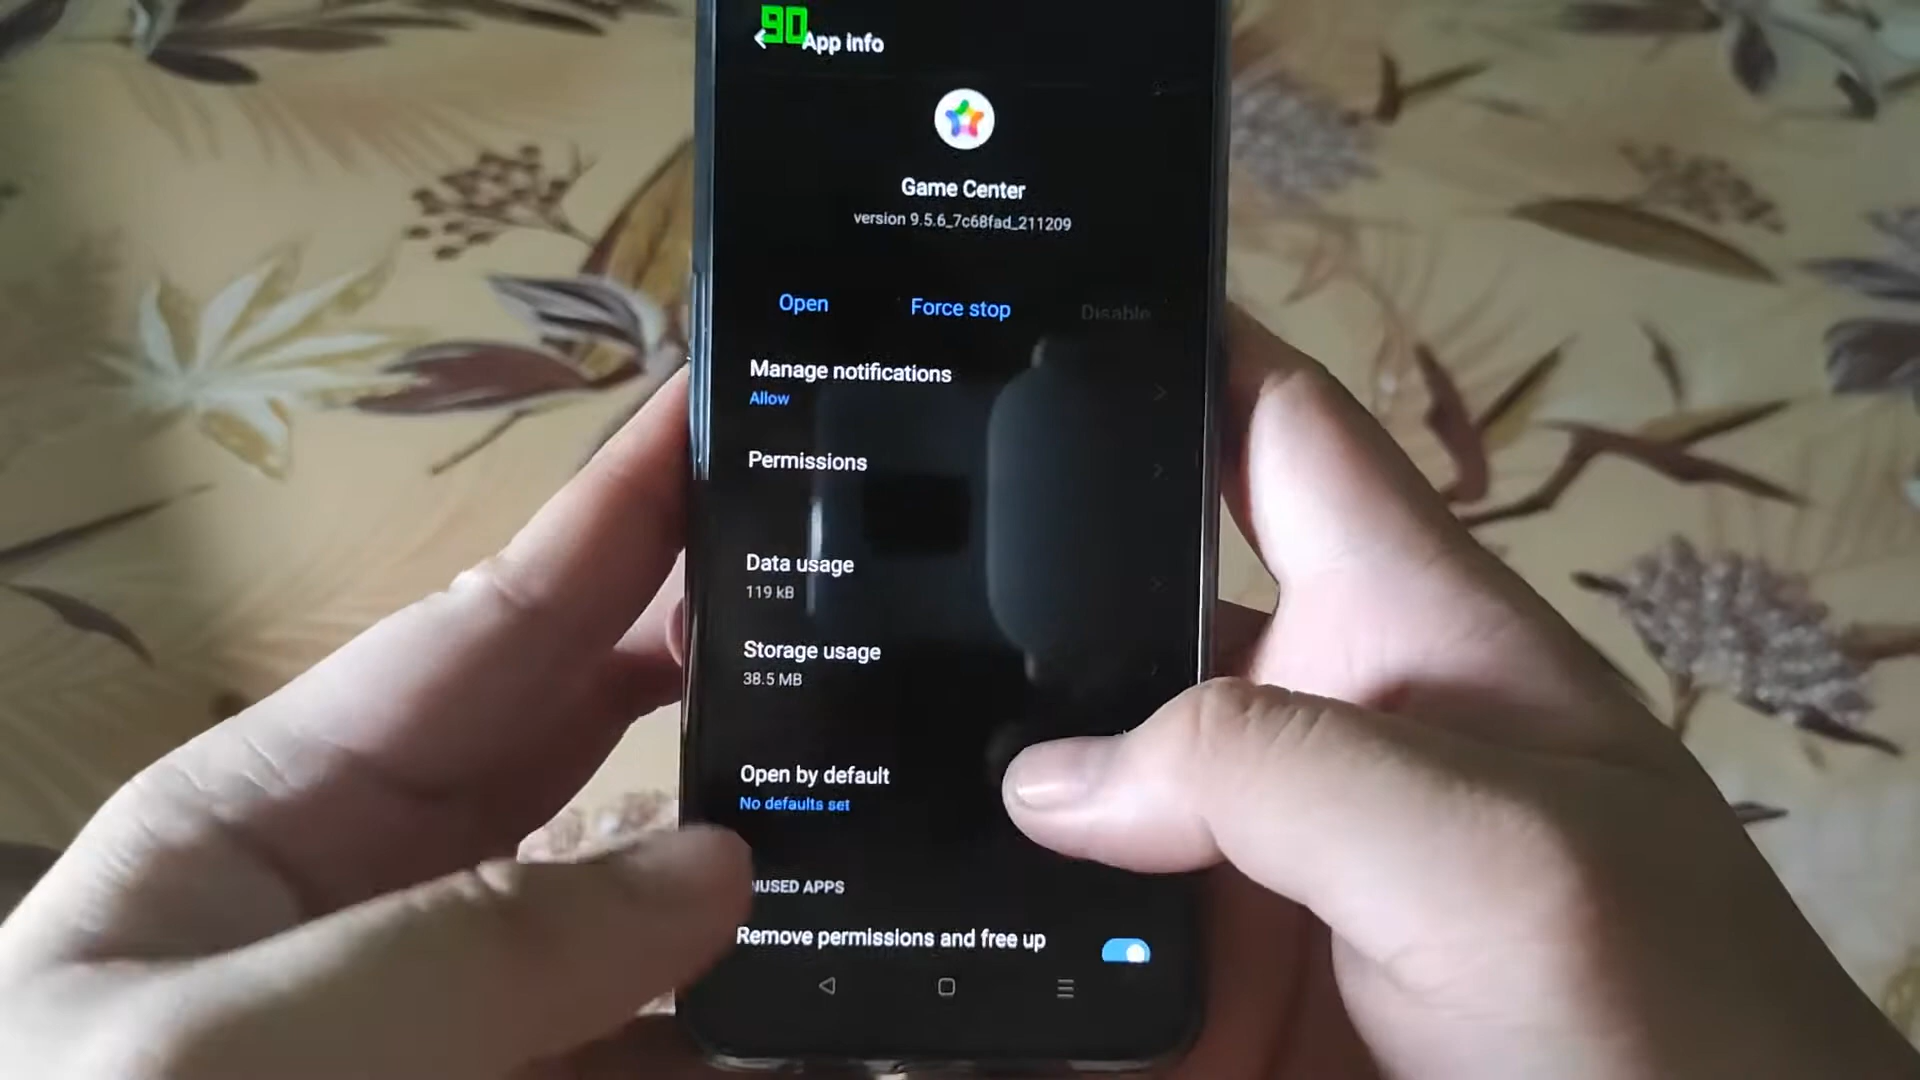 90
App info
Game Center
version 9.5.6_7c68fad_211209
Open Force stop Disable
Manage notifications
Allow
Permissions
Data usage
119 kB
Storage usage
38.5 MB
Open by default
No defaults set
NUSED APPS
Remove permissions and free up